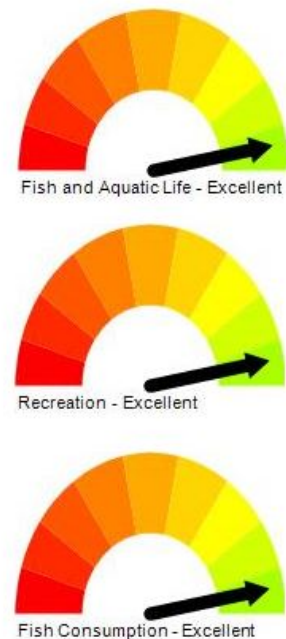 Fish and Aquatic Life - Excellent
Recreation - Excellent
Fish Consumption - Excellent